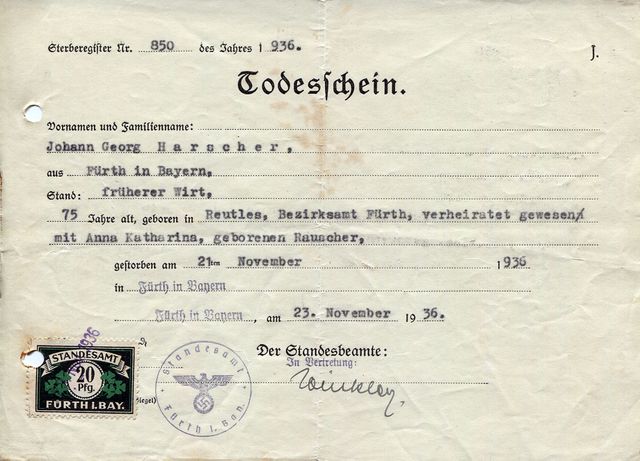 Sterberegister Nr. 850 des Jahres 1936.
J.
Todesschein.
Vornamen und Familienname:
Johann Georg Harscher,
aus Fürth in Bayern,
Stand: früherer Wirt,
75 Jahre alt, geboren in Reutles, Bezirksamt Fürth, verheiratet gewesen
mit Anna Katharina, geborenen Rauscher,
gestorben am 21ten November 1936
in Fürth in Bayern
Fürth in Bayern, am 23. November 1936.
Der Standesbeamte:
In Vertretung:
Siegel)
1936
STANDESAMT
20
Pfg.
FÜRTH I. BAY.
Standesamt
Fürth i. Bay.